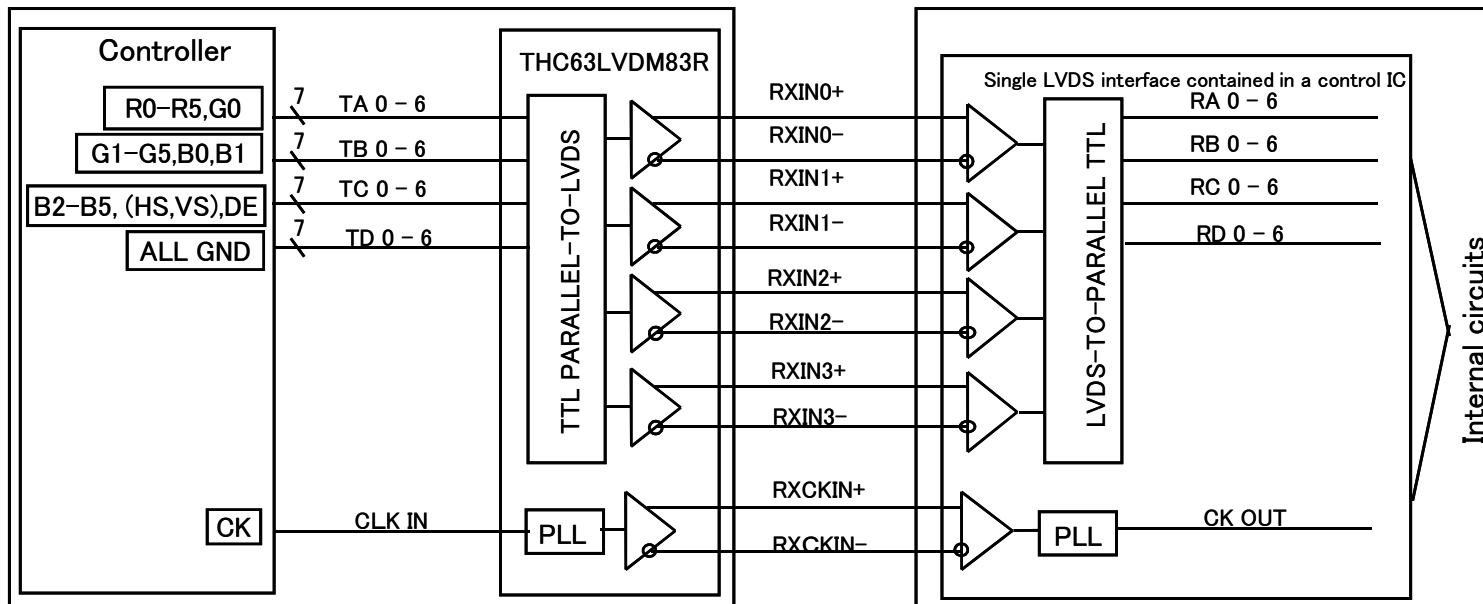 Controller
THC63LVDM83R
Single LVDS interface contained in a control IC
R0-R5,G0
7
TA 0 - 6
RXIN0+
RA 0 - 6
G1-G5,B0,B1
7
TB 0 - 6
RXIN0-
RB 0 - 6
B2-B5, (HS,VS),DE
7
TC 0 - 6
RXIN1+
RC 0 - 6
ALL GND
7
TD 0 - 6
RXIN1-
RD 0 - 6
TTL PARALLEL-TO-LVDS
LVDS-TO-PARALLEL TTL
Internal circuits
RXIN2+
RXIN2-
RXIN3+
RXIN3-
CK
CLK IN
PLL
RXCKIN+
RXCKIN-
PLL
CK OUT